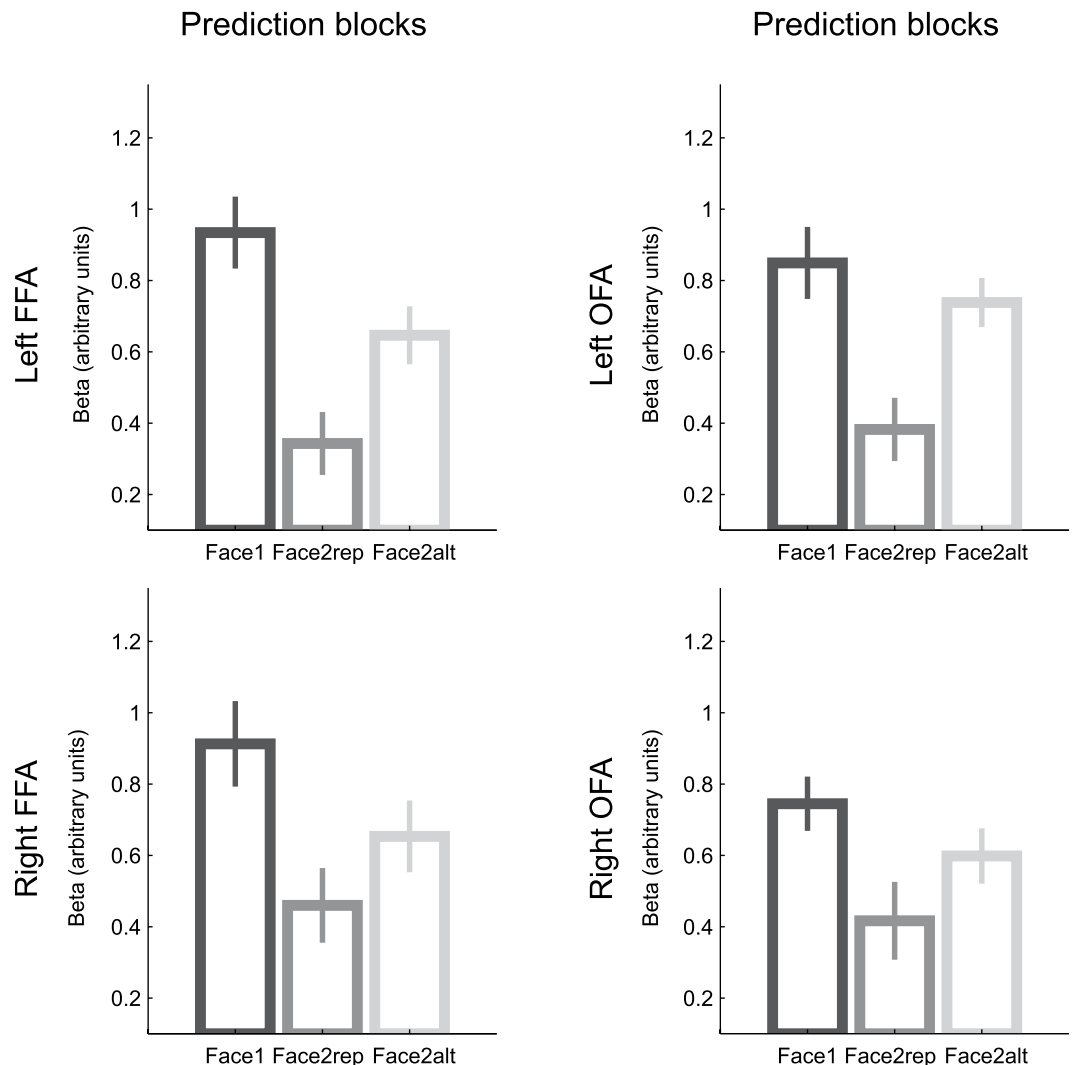 Prediction blocks
Left FFA
Beta (arbitrary units)
1.2
1
0.8
0.6
0.4
0.2
Face1 Face2rep Face2alt
Prediction blocks
Left OFA
Beta (arbitrary units)
1.2
1
0.8
0.6
0.4
0.2
Face1 Face2rep Face2alt
Right FFA
Beta (arbitrary units)
1.2
1
0.8
0.6
0.4
0.2
Face1 Face2rep Face2alt
Right OFA
Beta (arbitrary units)
1.2
1
0.8
0.6
0.4
0.2
Face1 Face2rep Face2alt